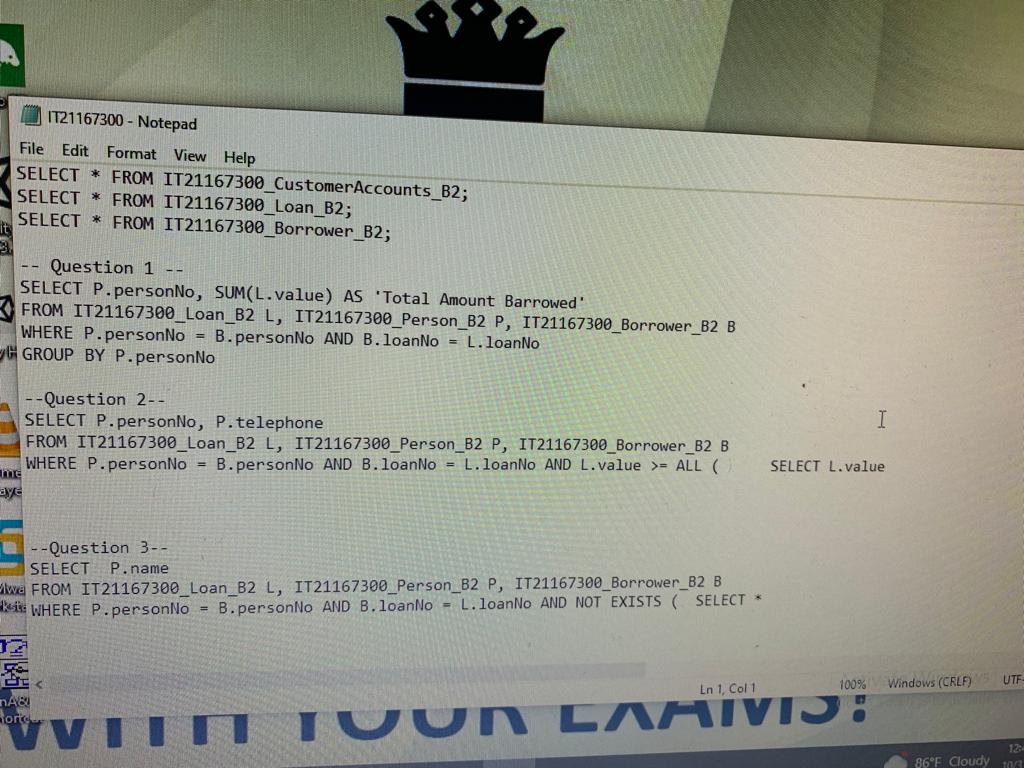 IT21167300 - Notepad
File Edit Format View Help
SELECT * FROM IT21167300_CustomerAccounts_B2;
SELECT * FROM IT21167300_Loan_B2;
SELECT * FROM IT21167300_Borrower_B2;
-- Question 1 --
SELECT P.personNo, SUM(L.value) AS 'Total Amount Barrowed'
FROM IT21167300_Loan_B2 L, IT21167300_Person_B2 P, IT21167300_Borrower_B2 B
WHERE P.personNo = B.personNo AND B.loanNo = L.loanNo
GROUP BY P.personNo
--Question 2--
SELECT P.personNo, P.telephone
FROM IT21167300_Loan_B2 L, IT21167300_Person_B2 P, IT21167300_Borrower_B2 B
WHERE P.personNo = B.personNo AND B.loanNo = L.loanNo AND L.value >= ALL ( SELECT L.value
--Question 3--
SELECT P.name
FROM IT21167300_Loan_B2 L, IT21167300_Person_B2 P, IT21167300_Borrower_B2 B
WHERE P.personNo = B.personNo AND B.loanNo = L.loanNo AND NOT EXISTS ( SELECT *
Ln 1, Col 1 100% Windows (CRLF) UTF-
WITH YOUR EXAMS!
86°F Cloudy